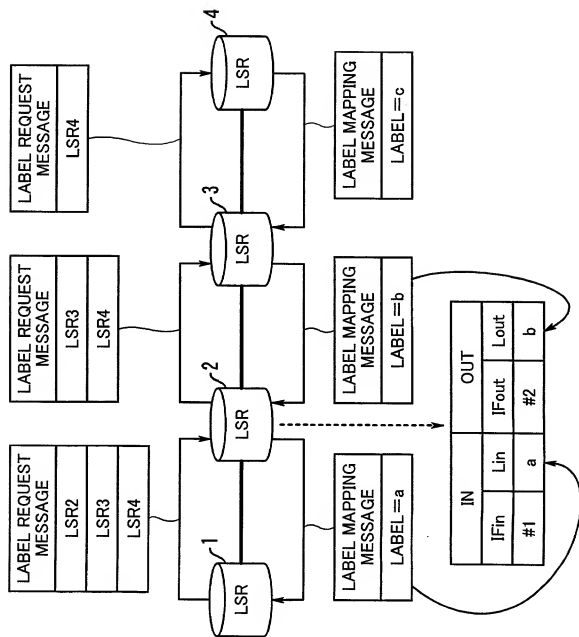 LABEL REQUEST
MESSAGE
LSR2
LSR3
LSR4
LABEL REQUEST
MESSAGE
LSR3
LSR4
LABEL REQUEST
MESSAGE
LSR4
1
LSR
2
LSR
3
LSR
4
LSR
LABEL MAPPING
MESSAGE
LABEL=a
LABEL MAPPING
MESSAGE
LABEL=b
LABEL MAPPING
MESSAGE
LABEL=c
IN OUT
IFin Lin IFout Lout
#1 a #2 b